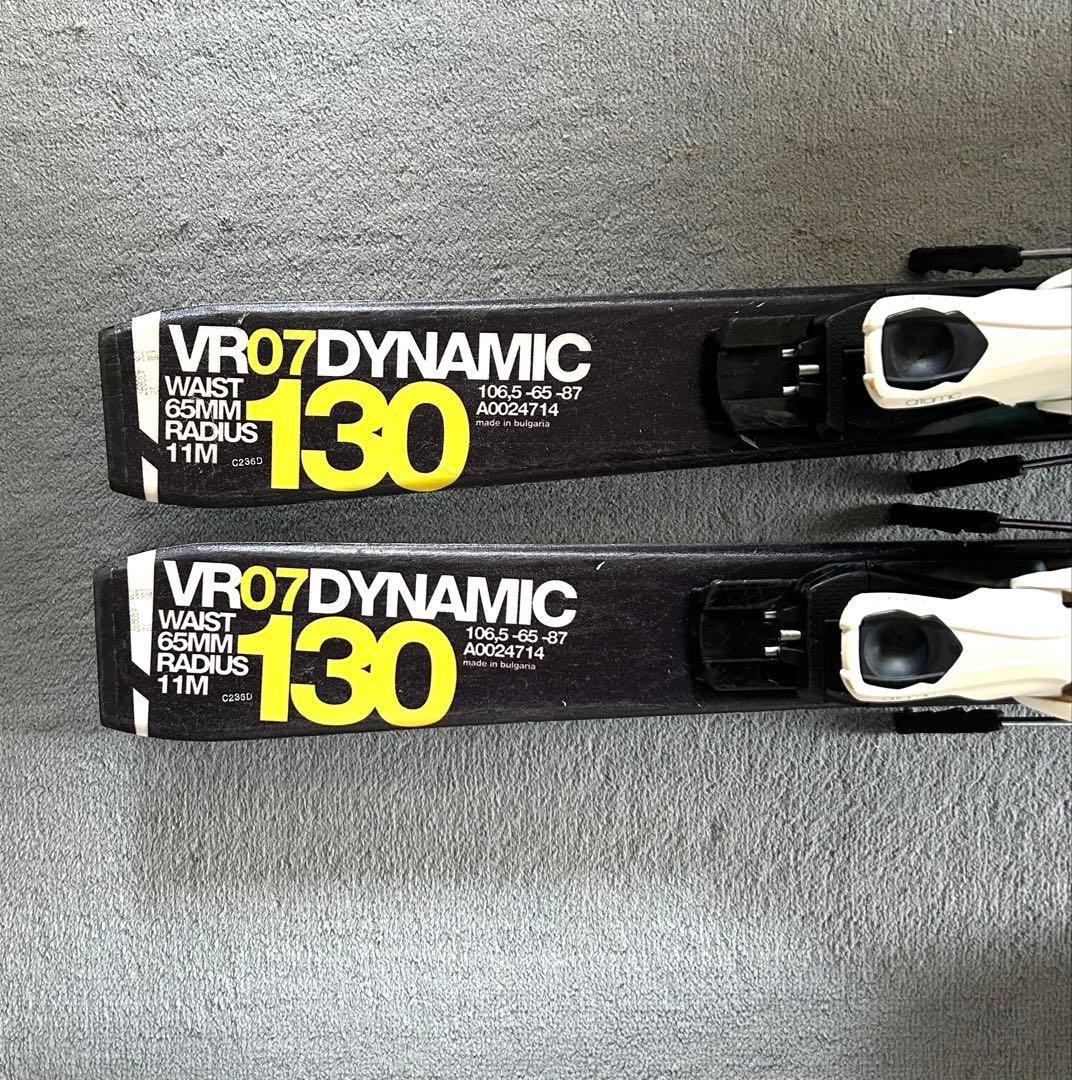 VR07DYNAMIC
WAIST
65MM
RADIUS
11M
C236D
130
106,5 -65 -87
A0024714
made in bulgaria
atomic
VR07DYNAMIC
WAIST
65MM
RADIUS
11M
C236D
130
106,5 -65 -87
A0024714
made in bulgaria
atomic